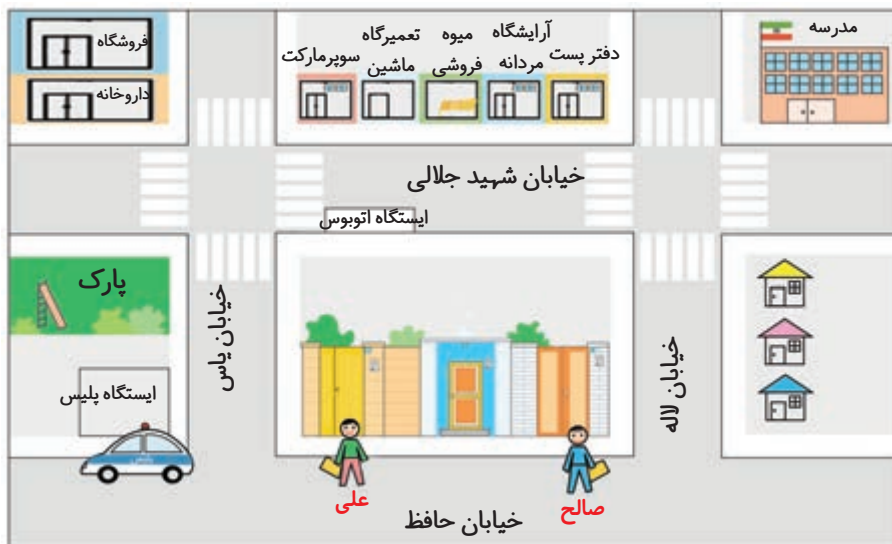 مدرسه
دفتر پست
آرایشگاه
مردانه
میوه
فروشی
تعمیرگاه
ماشین
سوپرمارکت
فروشگاه
داروخانه
خیابان شهید جلالی
ایستگاه اتوبوس
پارک
خیابان یاس
خیابان لاله
ایستگاه پلیس
علی
صالح
خیابان حافظ